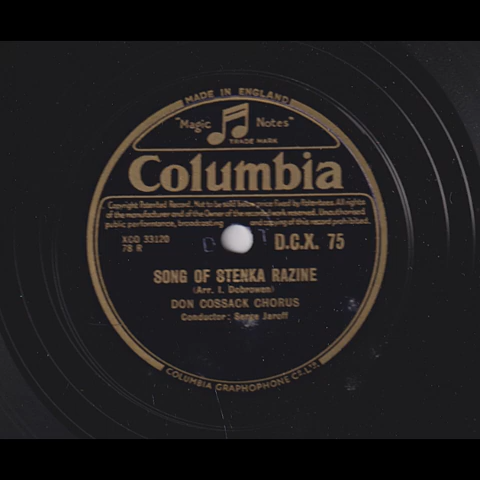 MADE IN ENGLAND
"Magic Notes"
TRADE MARK
Columbia
Copyright Patented Record. Not to be sold below price fixed by Patentees. All rights
of the manufacturer and of the Owner of the recorded work reserved. Unauthorised
public performance, broadcasting and copying of this record prohibited.
XCO 33120
78 R
D.C.X. 75
SONG OF STENKA RAZINE
(Arr. I. Dobrowen)
DON COSSACK CHORUS
Conductor: Serge Jaroff
COLUMBIA GRAPHOPHONE Co. LTD.